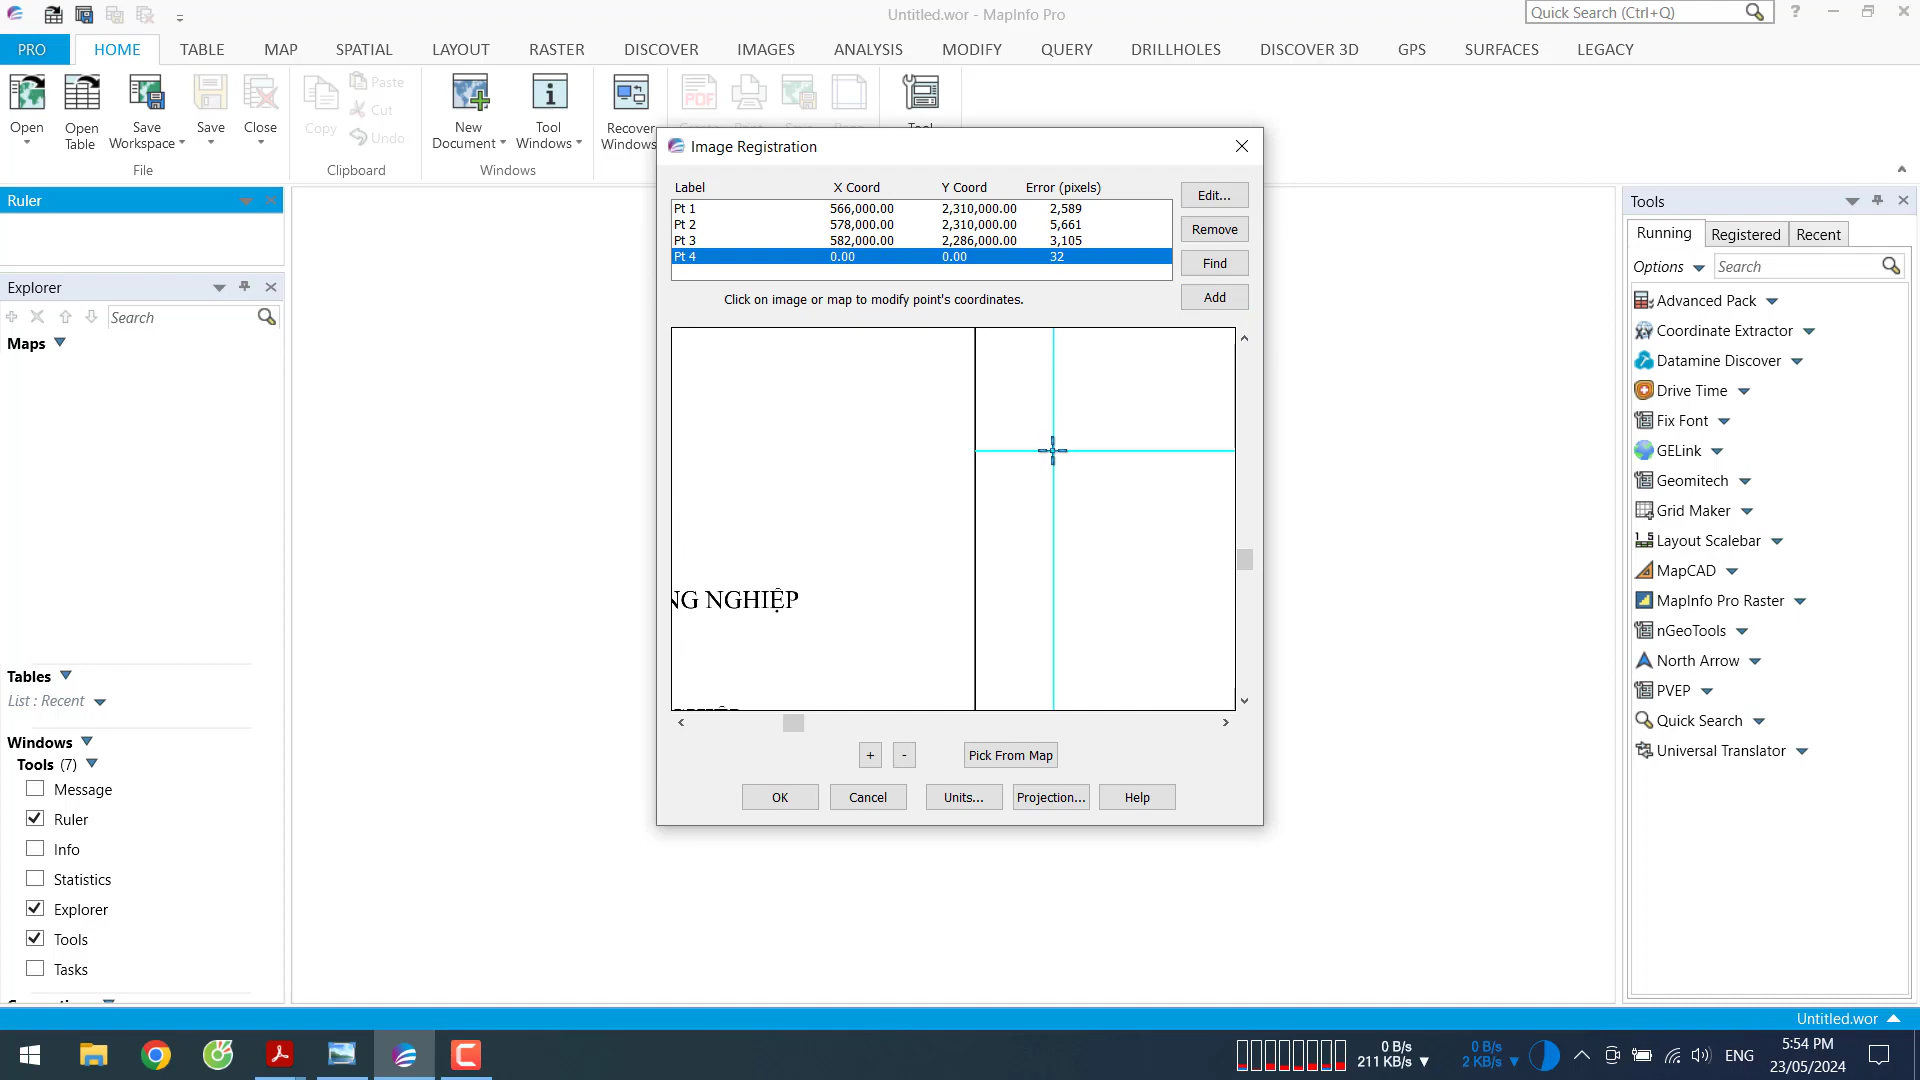 Untitled.wor - MapInfo Pro
Quick Search (Ctrl+Q)
PRO HOME TABLE MAP SPATIAL LAYOUT RASTER DISCOVER IMAGES ANALYSIS MODIFY QUERY DRILLHOLES DISCOVER 3D GPS SURFACES LEGACY
Open
Open Table
Save Workspace
Save
Close
File
Copy
Paste
Cut
Undo
Clipboard
New Document
Tool Windows
Windows
Recover Windows
PDF
Ruler
Explorer
Search
Maps
Tables
List : Recent
Windows
Tools (7)
Message
Ruler
Info
Statistics
Explorer
Tools
Tasks
Image Registration
Label X Coord Y Coord Error (pixels)
Pt 1 566,000.00 2,310,000.00 2,589
Pt 2 578,000.00 2,310,000.00 5,661
Pt 3 582,000.00 2,286,000.00 3,105
Pt 4 0.00 0.00 32
Edit...
Remove
Find
Add
Click on image or map to modify point's coordinates.
NG NGHIỆP
+ - Pick From Map
OK Cancel Units... Projection... Help
Tools
Running Registered Recent
Options Search
Advanced Pack
Coordinate Extractor
Datamine Discover
Drive Time
Fix Font
GELink
Geomitech
Grid Maker
Layout Scalebar
MapCAD
MapInfo Pro Raster
nGeoTools
North Arrow
PVEP
Quick Search
Universal Translator
Untitled.wor
0 B/s
211 KB/s
0 B/s
2 KB/s
ENG
5:54 PM
23/05/2024